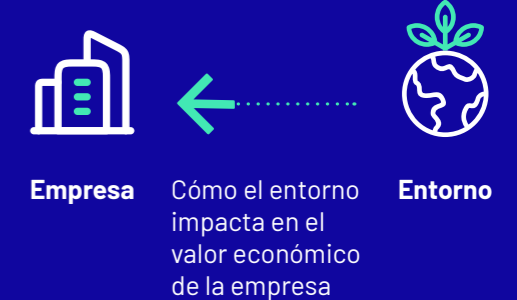 Empresa
Cómo el entorno
impacta en el
valor económico
de la empresa
Entorno